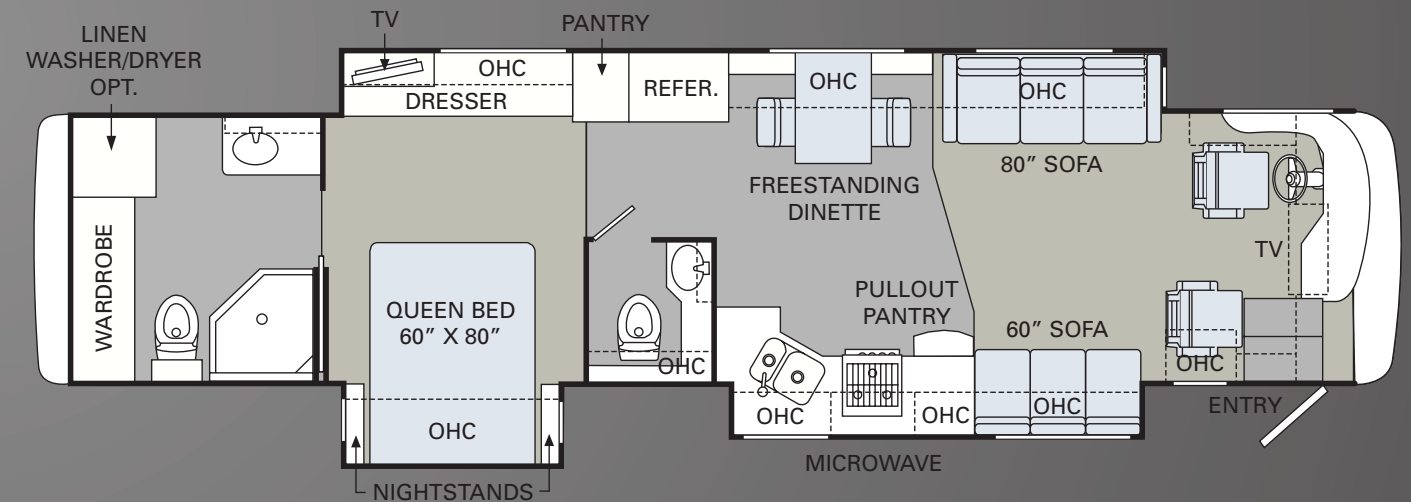 LINEN
WASHER/DRYER
OPT.
TV
PANTRY
OHC
DRESSER
REFER.
OHC
OHC
FREESTANDING
DINETTE
80” SOFA
TV
WARDROBE
QUEEN BED
60” X 80”
OHC
NIGHTSTANDS
OHC
PULLOUT
PANTRY
60” SOFA
OHC
OHC
OHC
MICROWAVE
OHC
ENTRY